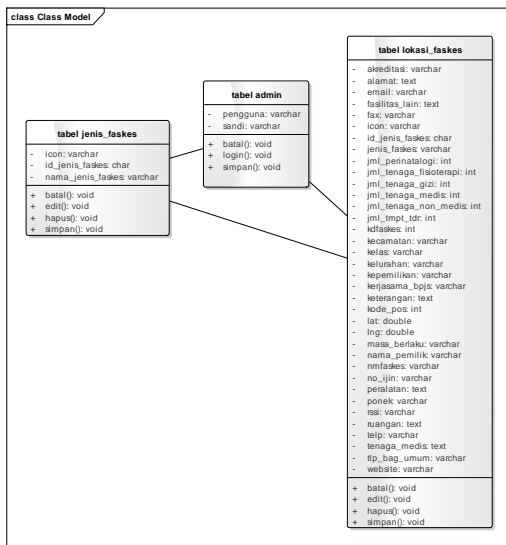 class Class Model
tabel jenis_faskes
- icon: varchar
- id_jenis_faskes: char
- nama_jenis_faskes: varchar
+ batal(): void
+ edit(): void
+ hapus(): void
+ simpan(): void
tabel admin
- pengguna: varchar
- sandi: varchar
+ batal(): void
+ login(): void
+ simpan(): void
tabel lokasi_faskes
- akreditasi: varchar
- alamat: text
- email: varchar
- fasilitas_lain: text
- fax: varchar
- icon: varchar
- id_jenis_faskes: char
- jenis_faskes: varchar
- jml_perinatalogi: int
- jml_tenaga_fisioterapi: int
- jml_tenaga_gizi: int
- jml_tenaga_medis: int
- jml_tenaga_non_medis: int
- jml_tmpt_tdr: int
- kdfaskes: int
- kecamatan: varchar
- kelas: varchar
- kelurahan: varchar
- kepemilikan: varchar
- kerjasama_bpjs: varchar
- keterangan: text
- kode_pos: int
- lat: double
- lng: double
- masa_berlaku: varchar
- nama_pemilik: varchar
- nmfaskes: varchar
- no_ijin: varchar
- peralatan: text
- ponek: varchar
- rssi: varchar
- ruangan: text
- telp: varchar
- tenaga_medis: text
- tlp_bag_umum: varchar
- website: varchar
+ batal(): void
+ edit(): void
+ hapus(): void
+ simpan(): void